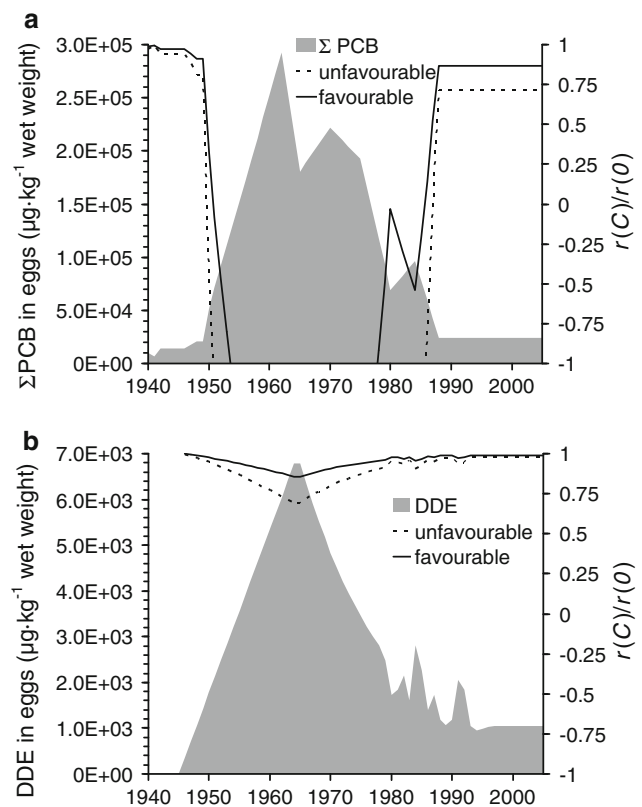 a
3.0E+05
2.5E+05
2.0E+05
1.5E+05
1.0E+05
5.0E+04
0.0E+00
ΣPCB in eggs (µg·kg⁻¹ wet weight)
Σ PCB
unfavourable
favourable
1
0.75
0.5
0.25
0
-0.25
-0.5
-0.75
-1
r(C)/r(0)
1940 1950 1960 1970 1980 1990 2000
b
7.0E+03
6.0E+03
5.0E+03
4.0E+03
3.0E+03
2.0E+03
1.0E+03
0.0E+00
DDE in eggs (µg·kg⁻¹ wet weight)
DDE
unfavourable
favourable
1
0.75
0.5
0.25
0
-0.25
-0.5
-0.75
-1
r(C)/r(0)
1940 1950 1960 1970 1980 1990 2000